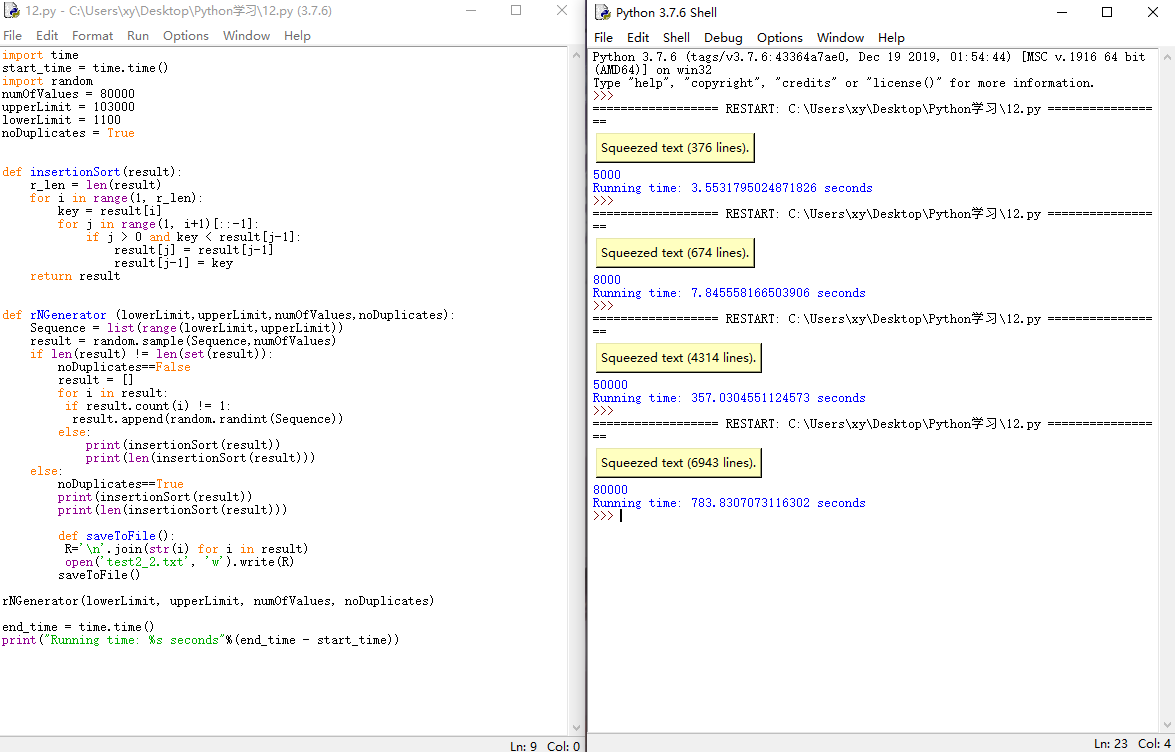 12.py - C:\Users\xy\Desktop\Python学习\12.py (3.7.6)
File Edit Format Run Options Window Help
import time
start_time = time.time()
import random
numOfValues = 80000
upperLimit = 103000
lowerLimit = 1100
noDuplicates = True
def insertionSort(result):
    r_len = len(result)
    for i in range(1, r_len):
        key = result[i]
        for j in range(1, i+1)[::-1]:
            if j > 0 and key < result[j-1]:
                result[j] = result[j-1]
                result[j-1] = key
    return result
def rNGenerator (lowerLimit,upperLimit,numOfValues,noDuplicates):
    Sequence = list(range(lowerLimit,upperLimit))
    result = random.sample(Sequence,numOfValues)
    if len(result) != len(set(result)):
        noDuplicates==False
        result = []
        for i in result:
         if result.count(i) != 1:
          result.append(random.randint(Sequence))
        else:
            print(insertionSort(result))
            print(len(insertionSort(result)))
    else:
        noDuplicates==True
        print(insertionSort(result))
        print(len(insertionSort(result)))
        def saveToFile():
         R='\n'.join(str(i) for i in result)
         open('test2_2.txt', 'w').write(R)
        saveToFile()
rNGenerator(lowerLimit, upperLimit, numOfValues, noDuplicates)
end_time = time.time()
print("Running time: %s seconds"%(end_time - start_time))
Ln: 9 Col: 0
Python 3.7.6 Shell
File Edit Shell Debug Options Window Help
Python 3.7.6 (tags/v3.7.6:43364a7ae0, Dec 19 2019, 01:54:44) [MSC v.1916 64 bit
(AMD64)] on win32
Type "help", "copyright", "credits" or "license()" for more information.
>>>
================== RESTART: C:\Users\xy\Desktop\Python学习\12.py ===============
==
Squeezed text (376 lines).
5000
Running time: 3.5531795024871826 seconds
>>>
================== RESTART: C:\Users\xy\Desktop\Python学习\12.py ===============
==
Squeezed text (674 lines).
8000
Running time: 7.845558166503906 seconds
>>>
================== RESTART: C:\Users\xy\Desktop\Python学习\12.py ===============
==
Squeezed text (4314 lines).
50000
Running time: 357.0304551124573 seconds
>>>
================== RESTART: C:\Users\xy\Desktop\Python学习\12.py ===============
==
Squeezed text (6943 lines).
80000
Running time: 783.8307073116302 seconds
>>>
Ln: 23 Col: 4